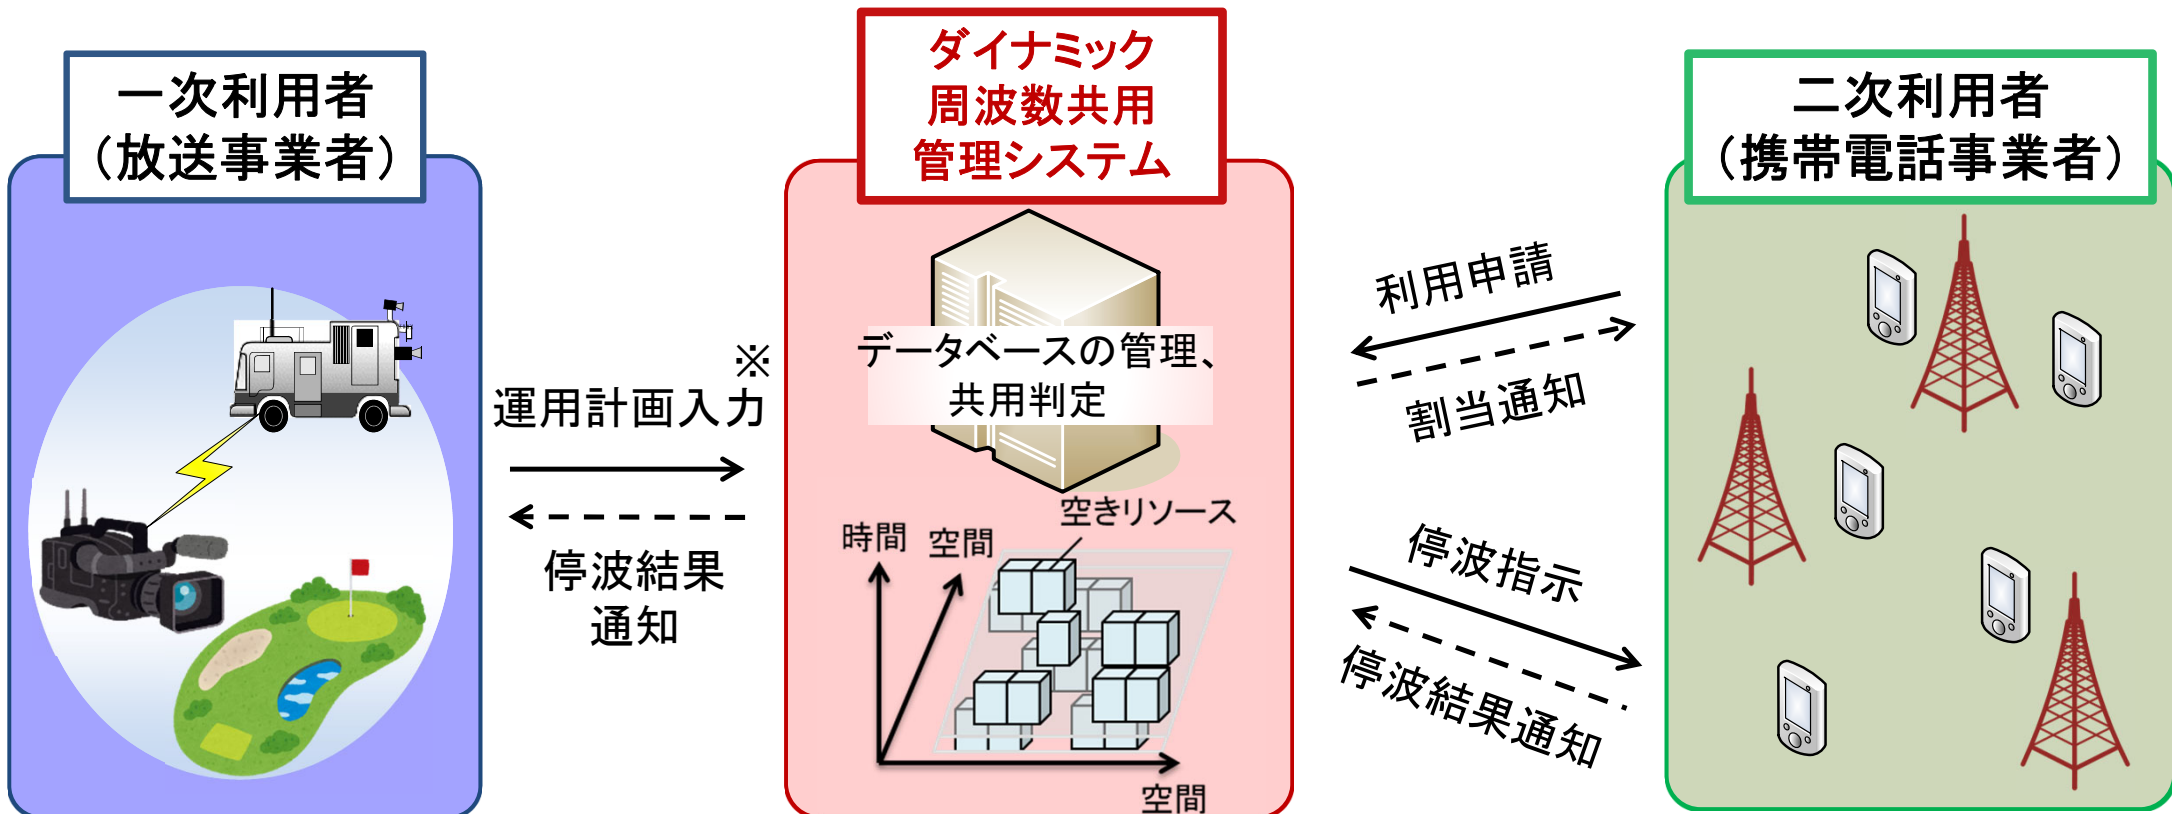 一次利用者
（放送事業者）
ダイナミック
周波数共用
管理システム
二次利用者
（携帯電話事業者）
※
運用計画入力
停波結果
通知
データベースの管理、
共用判定
空きリソース
時間
空間
空間
利用申請
割当通知
停波指示
停波結果通知